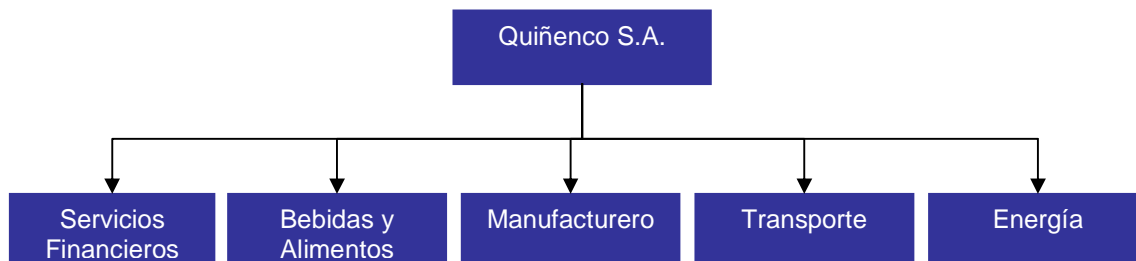 Quiñenco S.A.
Servicios
Financieros
Bebidas y
Alimentos
Manufacturero
Transporte
Energía